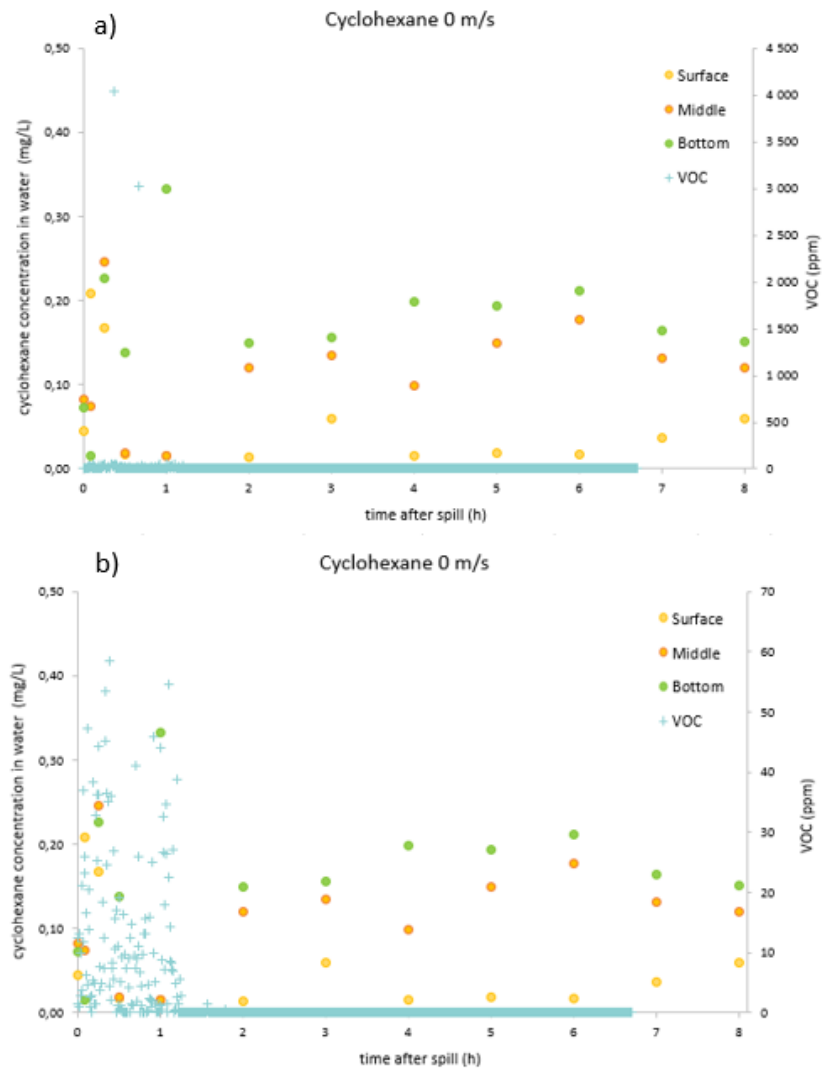 a)
Cyclohexane 0 m/s
0,50
0,40
0,30
0,20
0,10
0,00
cyclohexane concentration in water (mg/L)
4 500
4 000
3 500
3 000
2 500
2 000
1 500
1 000
500
0
VOC (ppm)
Surface
Middle
Bottom
VOC
0 1 2 3 4 5 6 7 8
time after spill (h)
b)
Cyclohexane 0 m/s
0,50
0,40
0,30
0,20
0,10
0,00
cyclohexane concentration in water (mg/L)
70
60
50
40
30
20
10
0
VOC (ppm)
Surface
Middle
Bottom
VOC
0 1 2 3 4 5 6 7 8
time after spill (h)